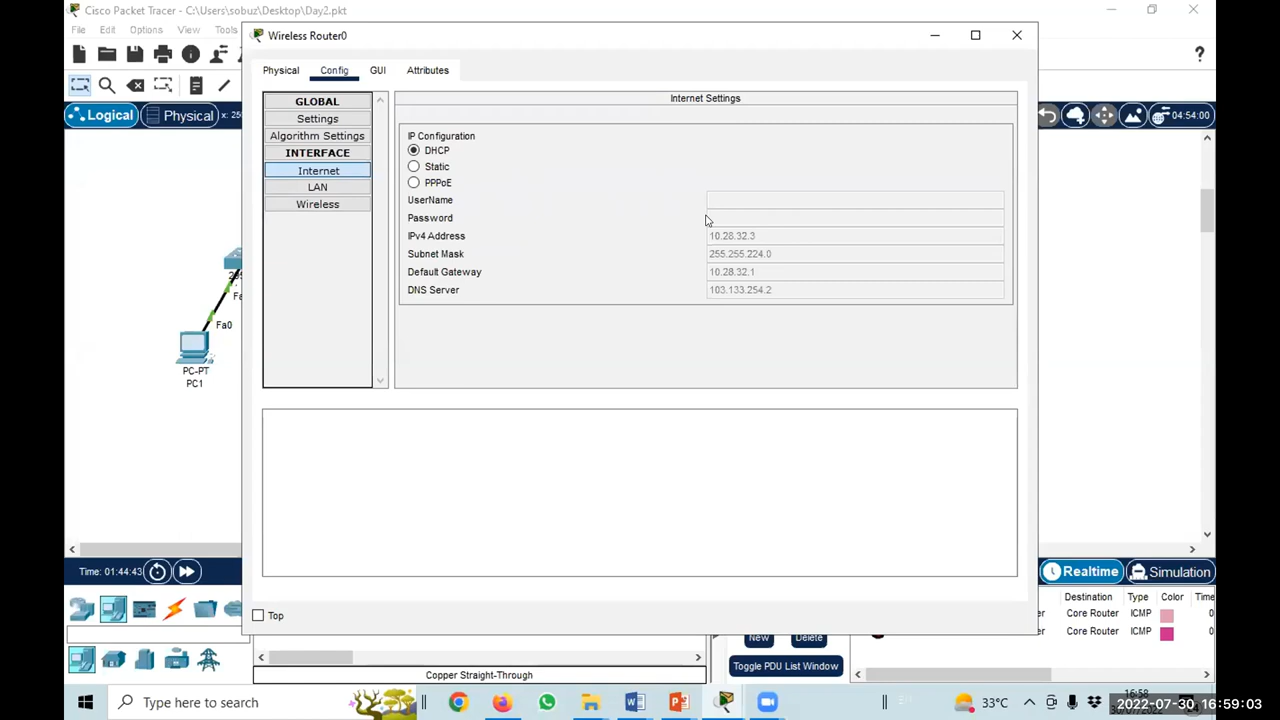 Cisco Packet Tracer - C:\Users\sobuz\Desktop\Day2.pkt
File Edit Options View Tools
Logical
Physical
04:54:00
Wireless Router0
Physical Config GUI Attributes
GLOBAL
Settings
Algorithm Settings
INTERFACE
Internet
LAN
Wireless
Internet Settings
IP Configuration
DHCP
Static
PPPoE
UserName
Password
IPv4 Address 10.28.32.3
Subnet Mask 255.255.224.0
Default Gateway 10.28.32.1
DNS Server 103.133.254.2
Top
Fa0
PC-PT
PC1
Time: 01:44:43
Realtime
Simulation
Destination Type Color
Core Router ICMP
Core Router ICMP
New Delete
Toggle PDU List Window
Copper Straight-Through
Type here to search
33°C
16:58
2022-07-30 16:59:03